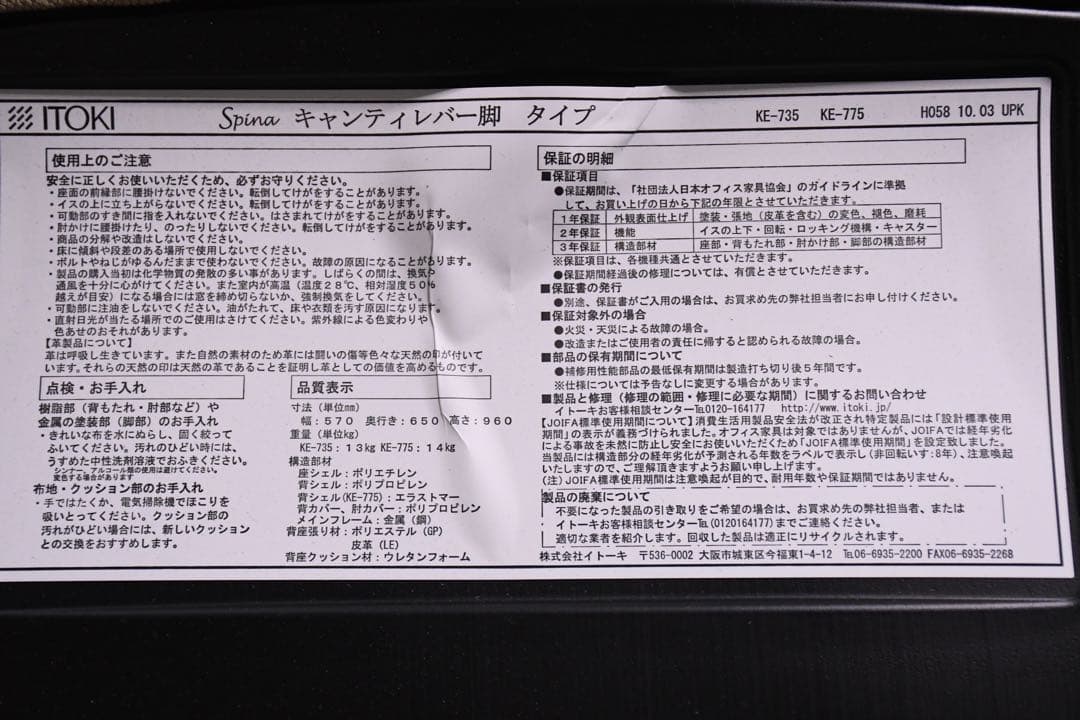 ITOKI Spina キャンティレバー脚 タイプ KE-735 KE-775 H058 10.03 UPK
使用上のご注意
安全に正しくお使いいただくため、必ずお守りください。
・座面の前縁部に腰掛けないでください。転倒してけがをすることがあります。
・イスの上に立ち上がらないでください。転倒してけがをすることがあります。
・可動部のすき間に指を入れないでください。はさまれてけがをすることがあります。
・肘かけに腰掛けたり、のったりしないでください。転倒してけがをすることがあります。
・商品の分解や改造はしないでください。
・床に傾斜や段差のある場所で使用しないでください。
・ボルトやねじがゆるんだままで使わないでください。故障の原因になることがあります。
・製品の購入当初は化学物質の発散の多い事があります。しばらくの間は、換気や
通風を十分に心がけてください。また室内が高温（温度28℃、相対湿度50%
越えが目安）になる場合には窓を締め切らないか、強制換気をしてください。
・可動部に注油をしないでください。油がたれて、床や衣類を汚す原因になります。
・直射日光が当たる場所でのご使用はさけてください。紫外線による色変わりや
色あせのおそれがあります。
【革製品について】
革は呼吸し生きています。また自然の素材のため革には闘いの傷等色々な天然の印が付いて
います。それらの天然の印は天然の革であることを証明し革としての価値を高めるものです。
点検・お手入れ
樹脂部（背もたれ・肘部など）や
金属の塗装部（脚部）のお手入れ
・きれいな布を水にぬらし、固く絞って
ふいてください。汚れのひどい時には、
うすめた中性洗剤溶液でおふきください。
シンナー、アルコール類の使用は避けてください。
変色する場合があります
布地・クッション部のお手入れ
・手ではたくか、電気掃除機でほこりを
吸いとってください。クッション部の
汚れがひどい場合には、新しいクッション
との交換をおすすめします。
品質表示
寸法（単位mm）
幅：570 奥行き：650 高さ：960
重量（単位kg）
KE-735：13kg KE-775：14kg
構造部材
座シェル：ポリエチレン
背シェル：ポリプロピレン
背シェル(KE-775)：エラストマー
背カバー、肘カバー：ポリプロピレン
メインフレーム：金属（鋼）
背座張り材：ポリエステル(GP)
皮革(LE)
背座クッション材：ウレタンフォーム
保証の明細
■保証項目
●保証期間は、「社団法人日本オフィス家具協会」のガイドラインに準拠
して、お買い上げの日から下記の年限とさせていただきます。
1年保証 外観表面仕上げ 塗装・張地（皮革を含む）の変色、褪色、磨耗
2年保証 機能 イスの上下・回転・ロッキング機構・キャスター
3年保証 構造部材 座部・背もたれ部・肘かけ部・脚部の構造部材
※保証項目は、各機種共通とさせていただきます。
●保証期間経過後の修理については、有償とさせていただきます。
■保証書の発行
●別途、保証書がご入用の場合は、お買求め先の弊社担当者にお申し付けください。
■保証対象外の場合
●火災・天災による故障の場合。
●改造またはご使用者の責任に帰すると認められる故障の場合。
■部品の保有期間について
●補修用性能部品の最低保有期間は製造打ち切り後5年間です。
※仕様については予告なしに変更する場合があります。
■製品と修理（修理の範囲・修理に必要な期間）に関するお問い合わせ
イトーキお客様相談センター℡0120-164177 http://www.itoki.jp/
【JOIFA標準使用期間について】消費生活用製品安全法が改正され特定製品には「設計標準使用
期間」の表示が義務づけられました。オフィス家具は対象ではありませんが、JOIFAでは経年劣化
による事故を未然に防止し安全にお使いいただくため「JOIFA標準使用期間」を設定致しました。
当製品には構造部分の経年劣化が予測される年数をラベルで表示し(非回転いす:8年)、注意喚起
いたしますので、ご理解頂きますようお願い申し上げます。
(注)JOIFA標準使用期間は注意喚起が目的で、耐用年数や保証期間ではありません。
製品の廃棄について
不要になった製品の引き取りをご希望の場合は、お買求め先の弊社担当者、または
イトーキお客様相談センター℡(0120164177)までご連絡ください。
適切な業者を紹介します。回収した製品は適正にリサイクルされます。
株式会社イトーキ 〒536-0002 大阪市城東区今福東1-4-12 ℡06-6935-2200 FAX06-6935-2268